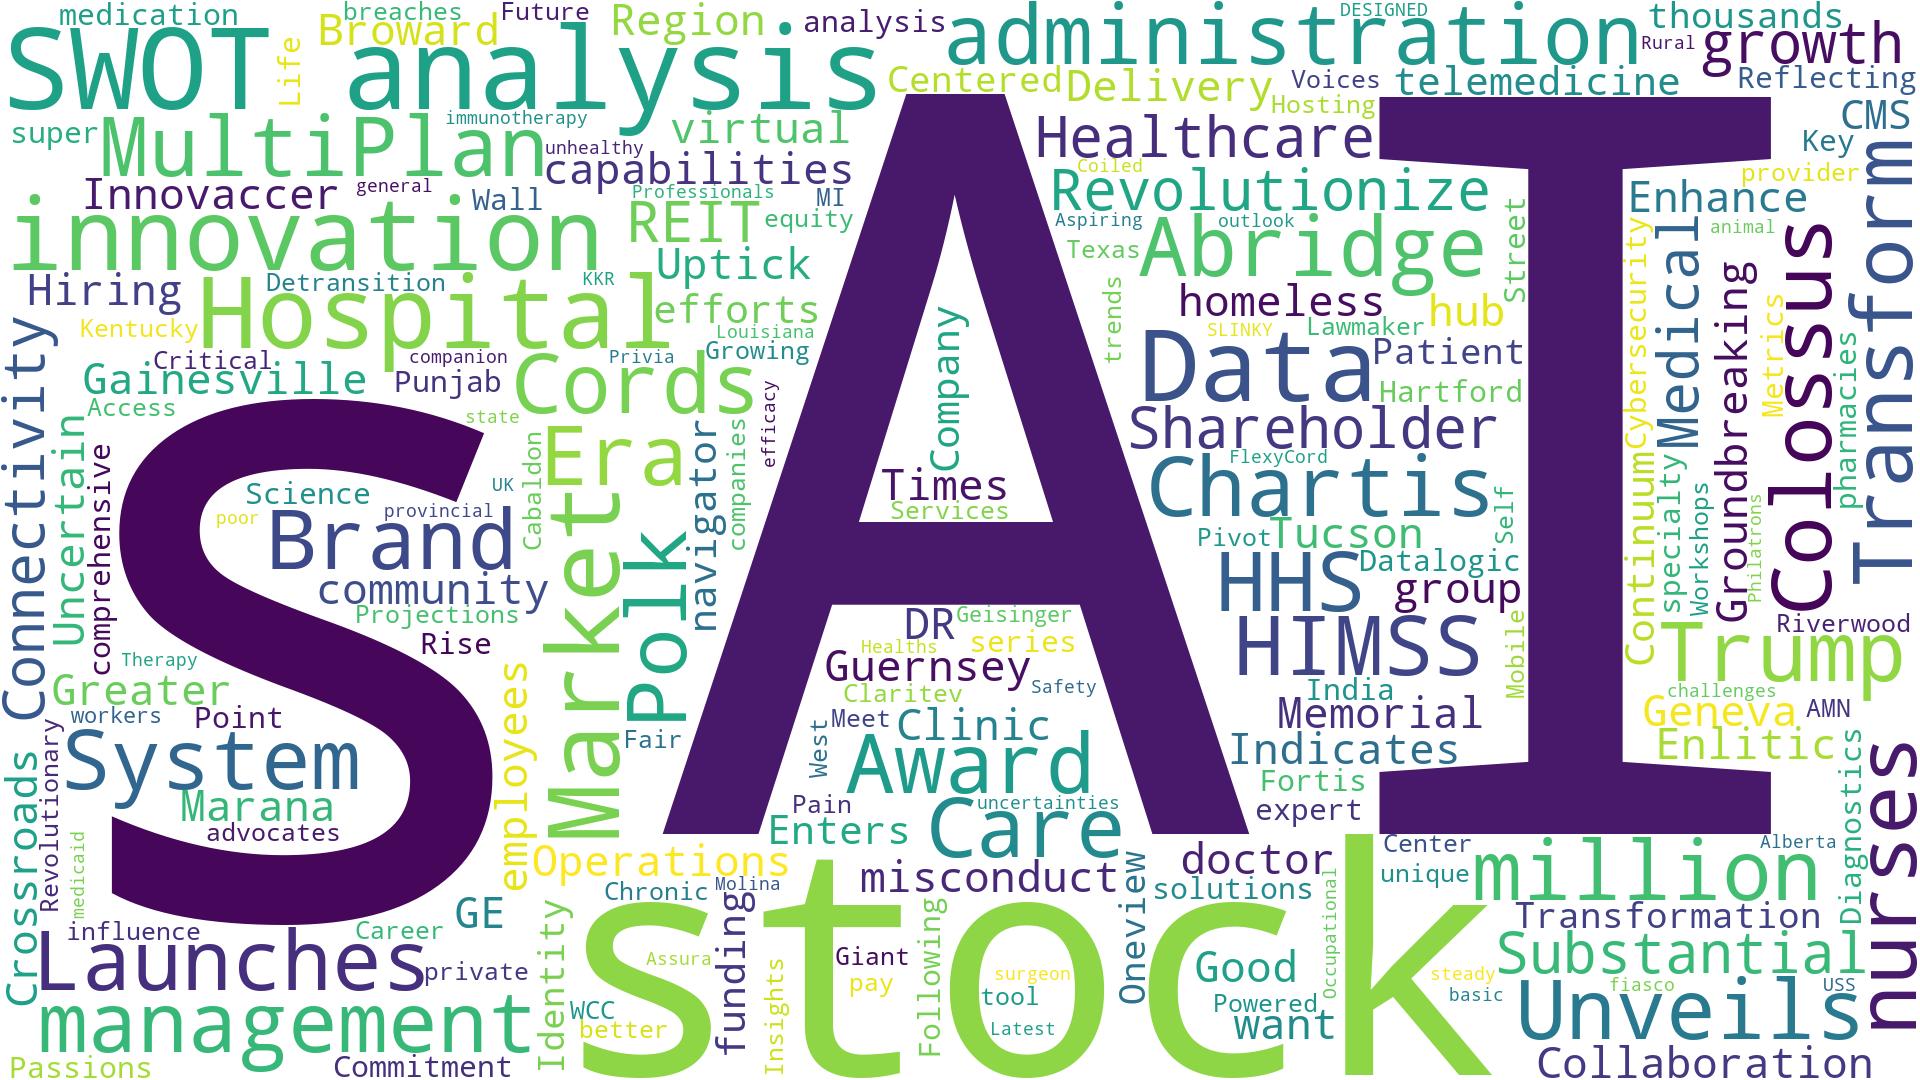 medication
breaches
Future
Broward
Region
analysis
administration
DESIGNED
thousands
Rural
growth
SWOT
Life
analysis
Centered
Delivery
Voices
telemedicine
Reflecting
Hosting
super
MultiPlan
immunotherapy
virtual
Healthcare
CMS
Key
unhealthy
capabilities
Coiled
provider
Innovaccer
general
Wall
Professionals
MI
Revolutionize
Enhance
Transform
innovation
REIT
equity
Aspiring
outlook
Street
Cybersecurity
Medical
animal
Colossus
Uptick
Texas
Abridge
Hiring
Detransition
KKR
Hospital
efforts
trends
homeless
hub
Groundbreaking
Metrics
Kentucky
Louisiana
Company
SLINKY
Lawmaker
Connectivity
Critical
companion
Privia
Growing
Data
Patient
pharmacies
Gainesville
Punjab
Cords
efficacy
Hartford
Access
state
Shareholder
Uncertain
comprehensive
S
A
I
Era
navigator
companies
FlexyCord
Science
UK
Cabaldon
Times
Chartis
Self
Continuum
specialty
Workshops
Philatrons
poor
provincial
Services
Brand
Market
Polk
Pivot
Tucson
Datalogic
community
HHS
group
Projections
DR
Geisinger
HIMSS
Mobile
Riverwood
Rise
Healths
series
Trump
Therapy
Guernsey
Greater
employees
Claritev
Safety
India
challenges
workers
Point
Meet
Clinic
Memorial
Geneva
AMN
System
Fair
West
Award
Indicates
Enlitic
nurses
Crossroads
Revolutionary
Marana
Pain
uncertainties
Fortis
Diagnostics
advocates
Enters
Care
expert
medicaid
Operations
doctor
Center
million
Alberta
Chronic
Molina
misconduct
solutions
unique
GE
stock
Transformation
influence
Career
Identity
funding
Oneview
Occupational
Launches
private
Assura
Giant
Following
Good
Substantial
surgeon
steady
pay
tool
basic
fiasco
USS
management
WCC
better
Insights
Latest
Powered
want
Unveils
Passions
Commitment
Collaboration